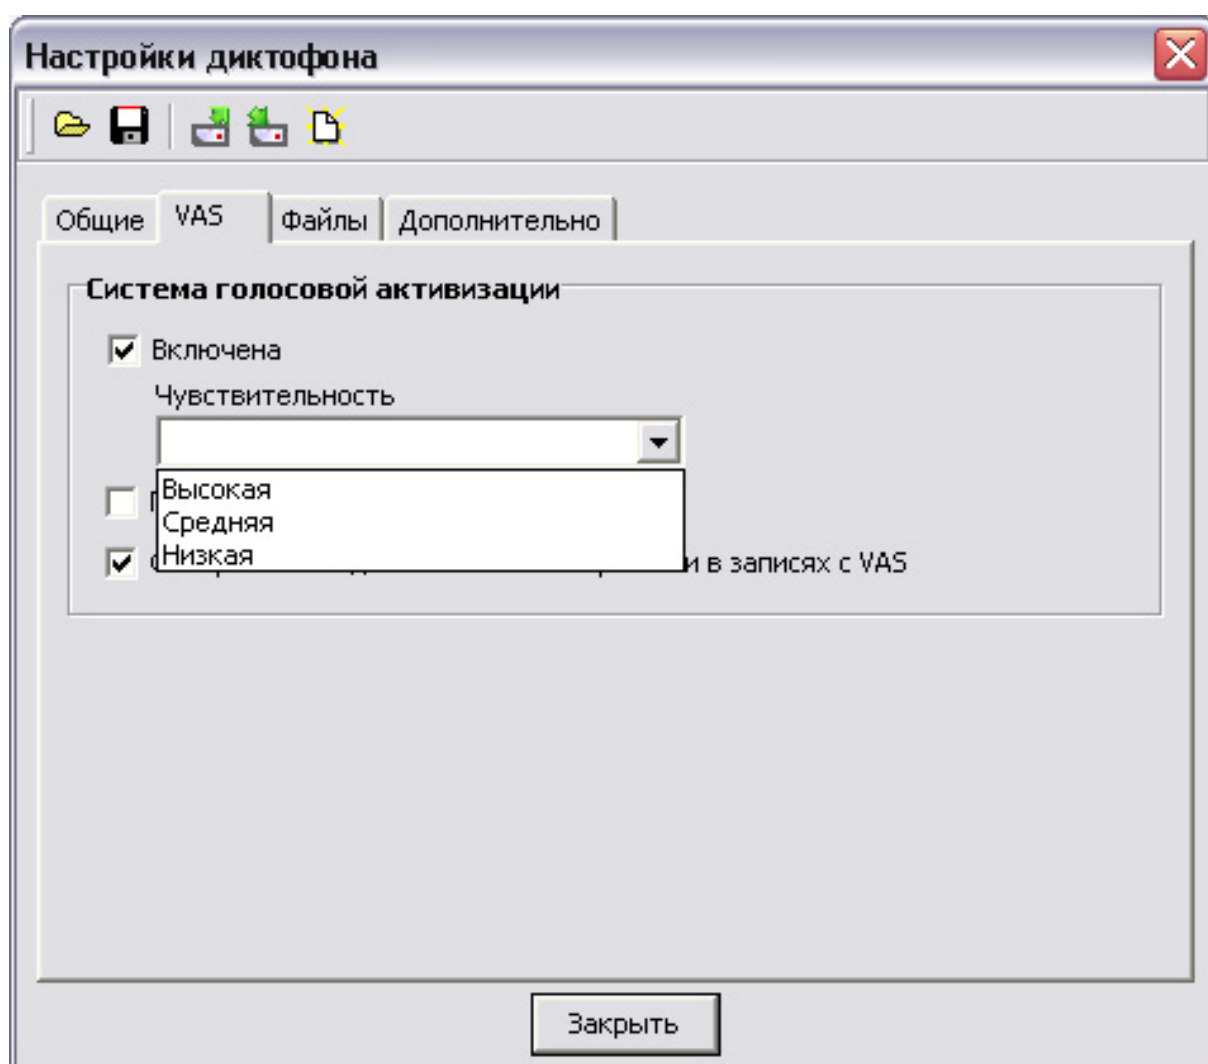 Настройки диктофона
Общие VAS Файлы Дополнительно
Система голосовой активизации
Включена
Чувствительность
Высокая
Средняя
Низкая
в записях с VAS
Закрыть